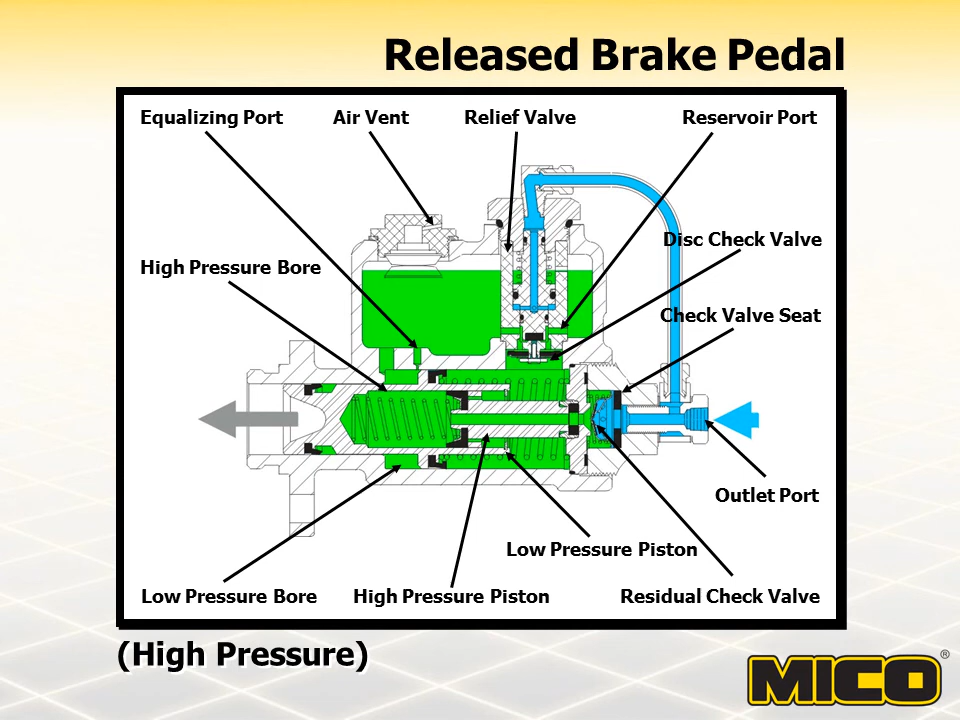 Released Brake Pedal
Equalizing Port
Air Vent
Relief Valve
Reservoir Port
Disc Check Valve
High Pressure Bore
Check Valve Seat
Outlet Port
Low Pressure Piston
Low Pressure Bore
High Pressure Piston
Residual Check Valve
(High Pressure)
MICO®